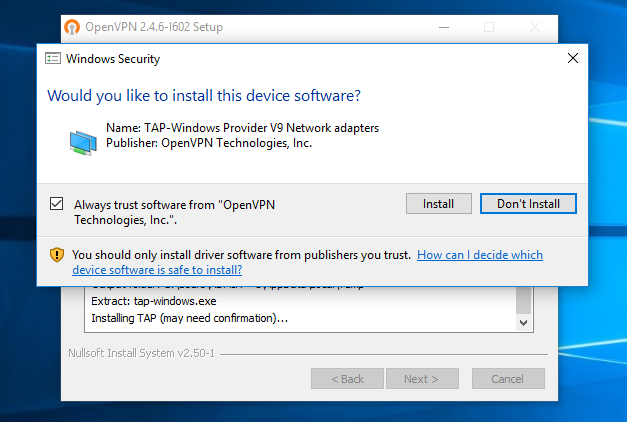 OpenVPN 2.4.6-I602 Setup
Windows Security
Would you like to install this device software?
Name: TAP-Windows Provider V9 Network adapters
Publisher: OpenVPN Technologies, Inc.
Always trust software from "OpenVPN
Technologies, Inc.".
Install
Don't Install
You should only install driver software from publishers you trust. How can I decide which
device software is safe to install?
Extract: tap-windows.exe
Installing TAP (may need confirmation)...
Nullsoft Install System v2.50-1
< Back
Next >
Cancel